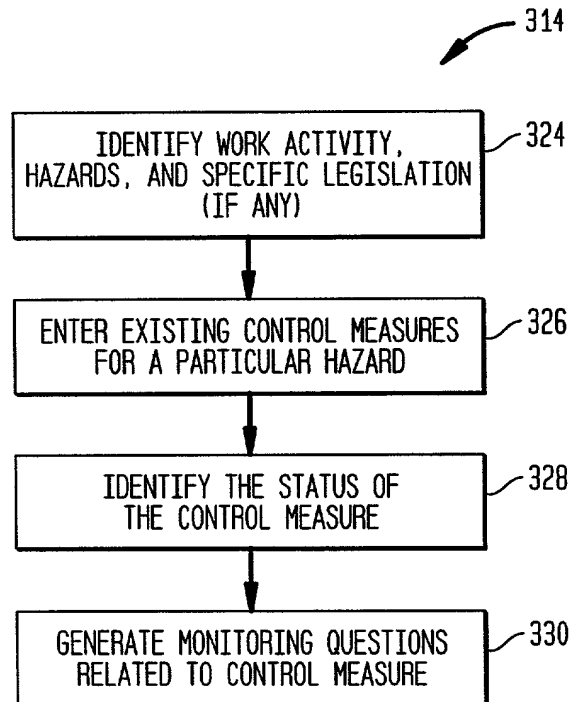 314
IDENTIFY WORK ACTIVITY,
HAZARDS, AND SPECIFIC LEGISLATION
(IF ANY)
324
ENTER EXISTING CONTROL MEASURES
FOR A PARTICULAR HAZARD
326
IDENTIFY THE STATUS OF
THE CONTROL MEASURE
328
GENERATE MONITORING QUESTIONS
RELATED TO CONTROL MEASURE
330